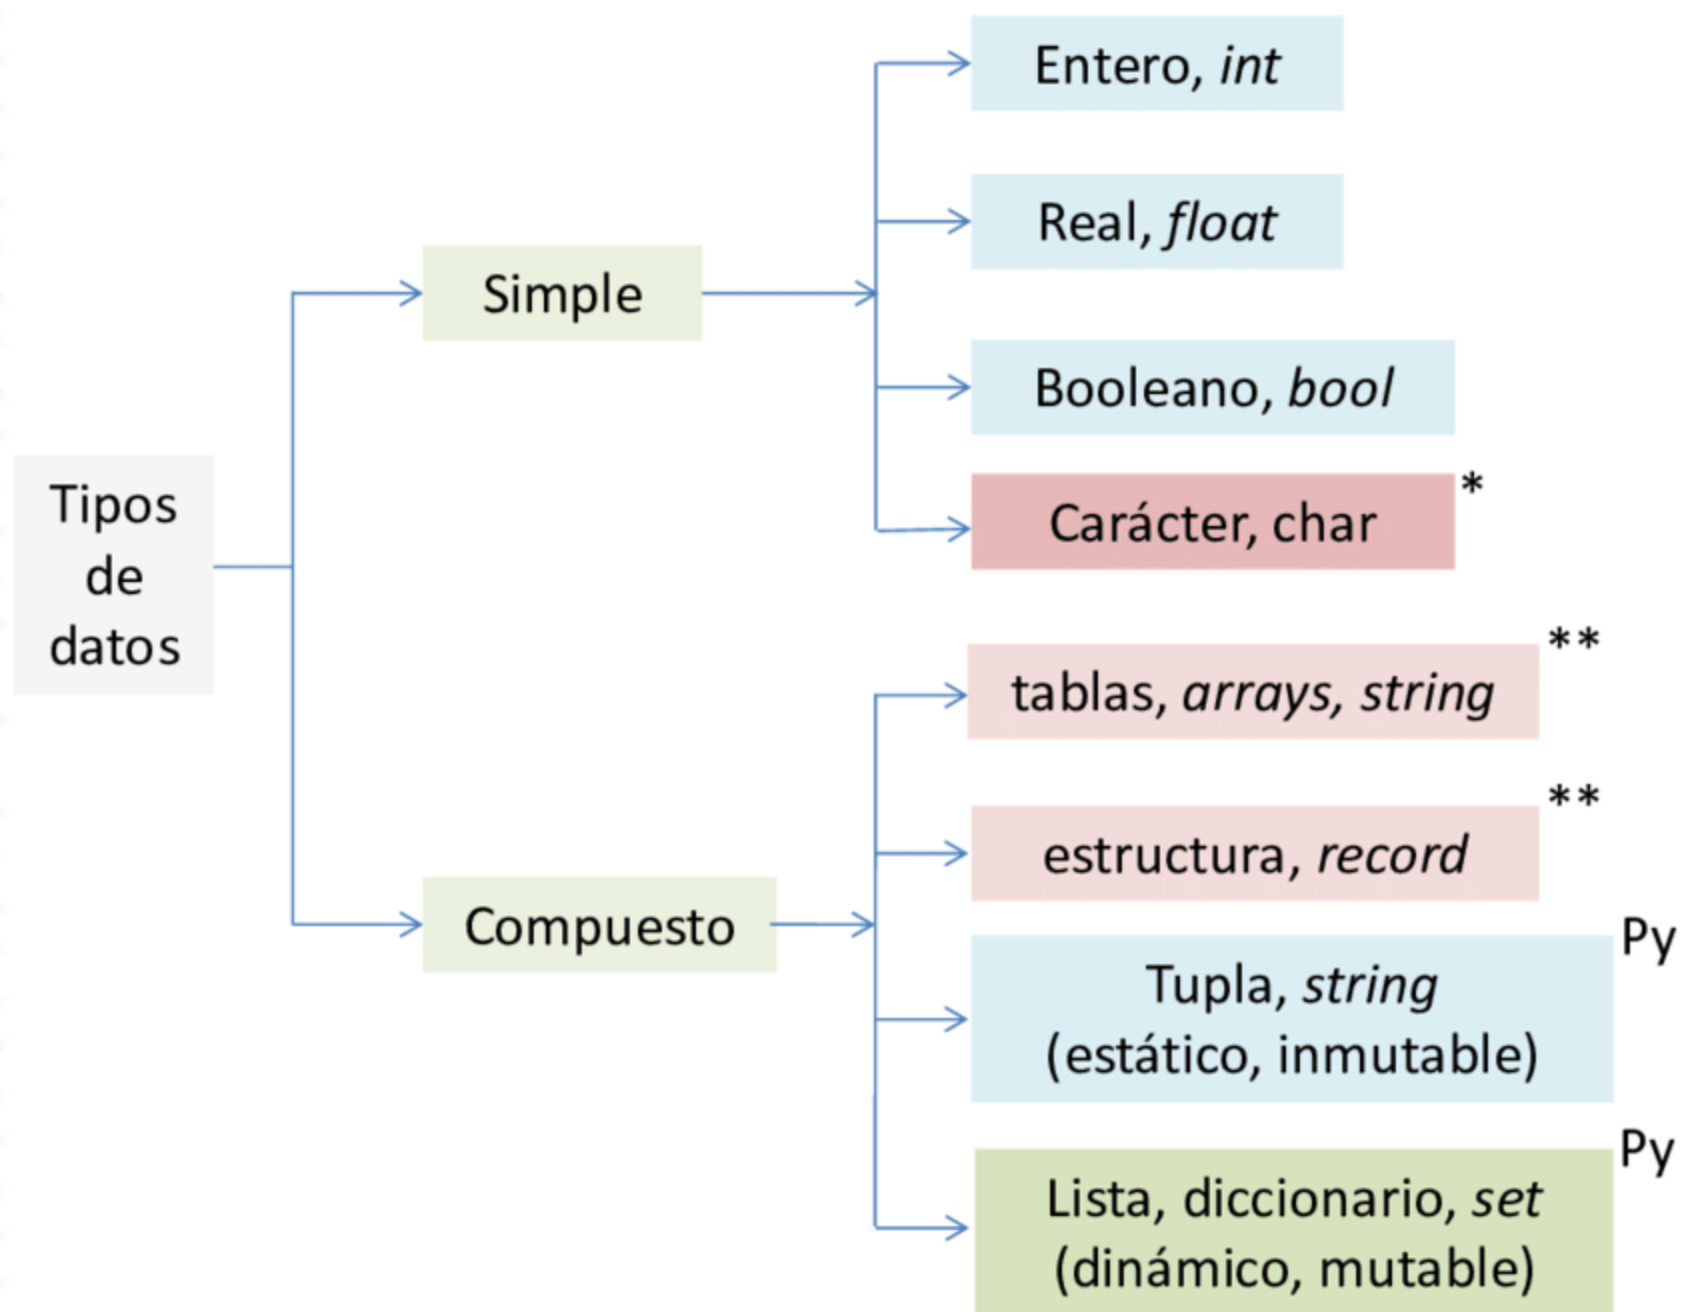 Tipos
de
datos
Simple
Entero, int
Real, float
Booleano, bool
Carácter, char *
Compuesto
tablas, arrays, string **
estructura, record **
Tupla, string Py
(estático, inmutable)
Lista, diccionario, set Py
(dinámico, mutable)